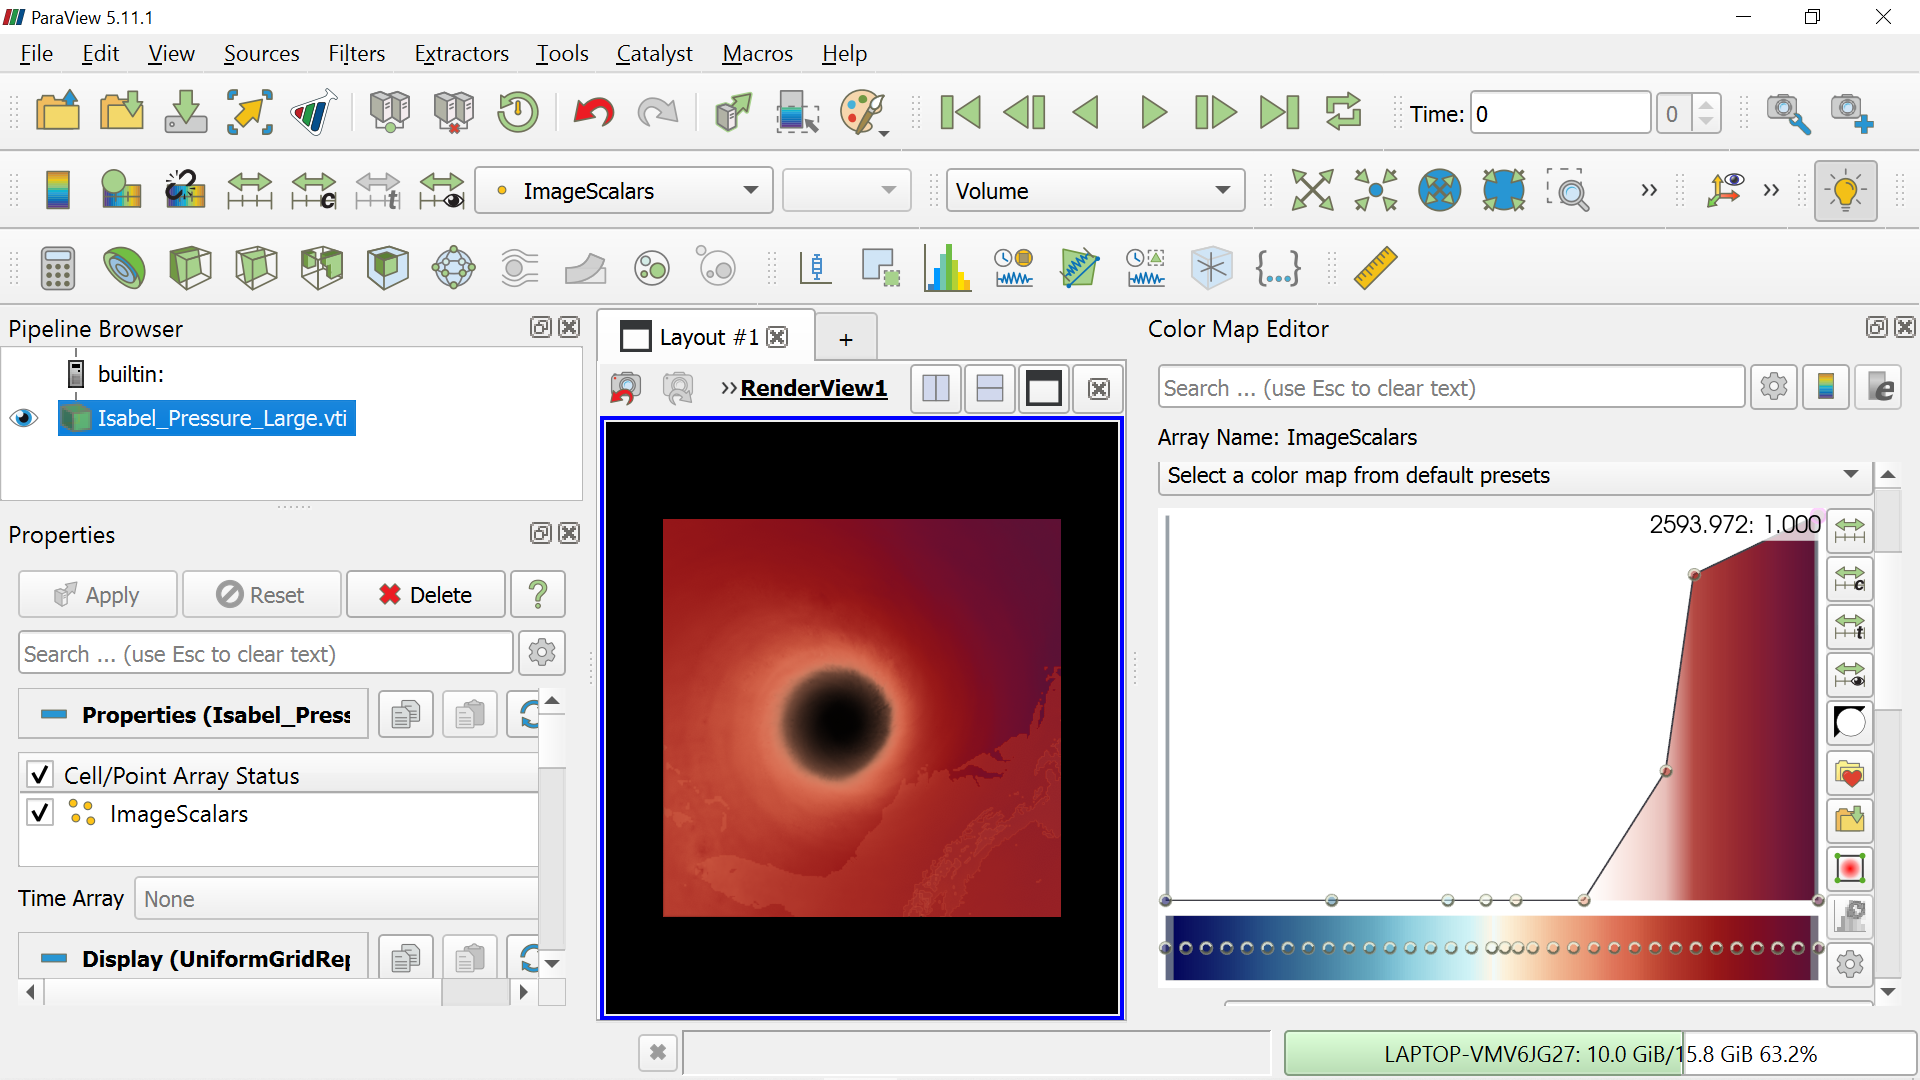 ParaView 5.11.1
File Edit View Sources Filters Extractors Tools Catalyst Macros Help
Time: 0 0
c t ImageScalars Volume »
»
{...}
Pipeline Browser
builtin:
Isabel_Pressure_Large.vti
Properties
Apply Reset Delete ?
Search ... (use Esc to clear text)
Properties (Isabel_Press
Cell/Point Array Status
ImageScalars
Time Array None
Display (UniformGridRep
Layout #1 +
»RenderView1
Color Map Editor
Search ... (use Esc to clear text) e
Array Name: ImageScalars
Select a color map from default presets
2593.972: 1.000
c
t
LAPTOP-VMV6JG27: 10.0 GiB/15.8 GiB 63.2%